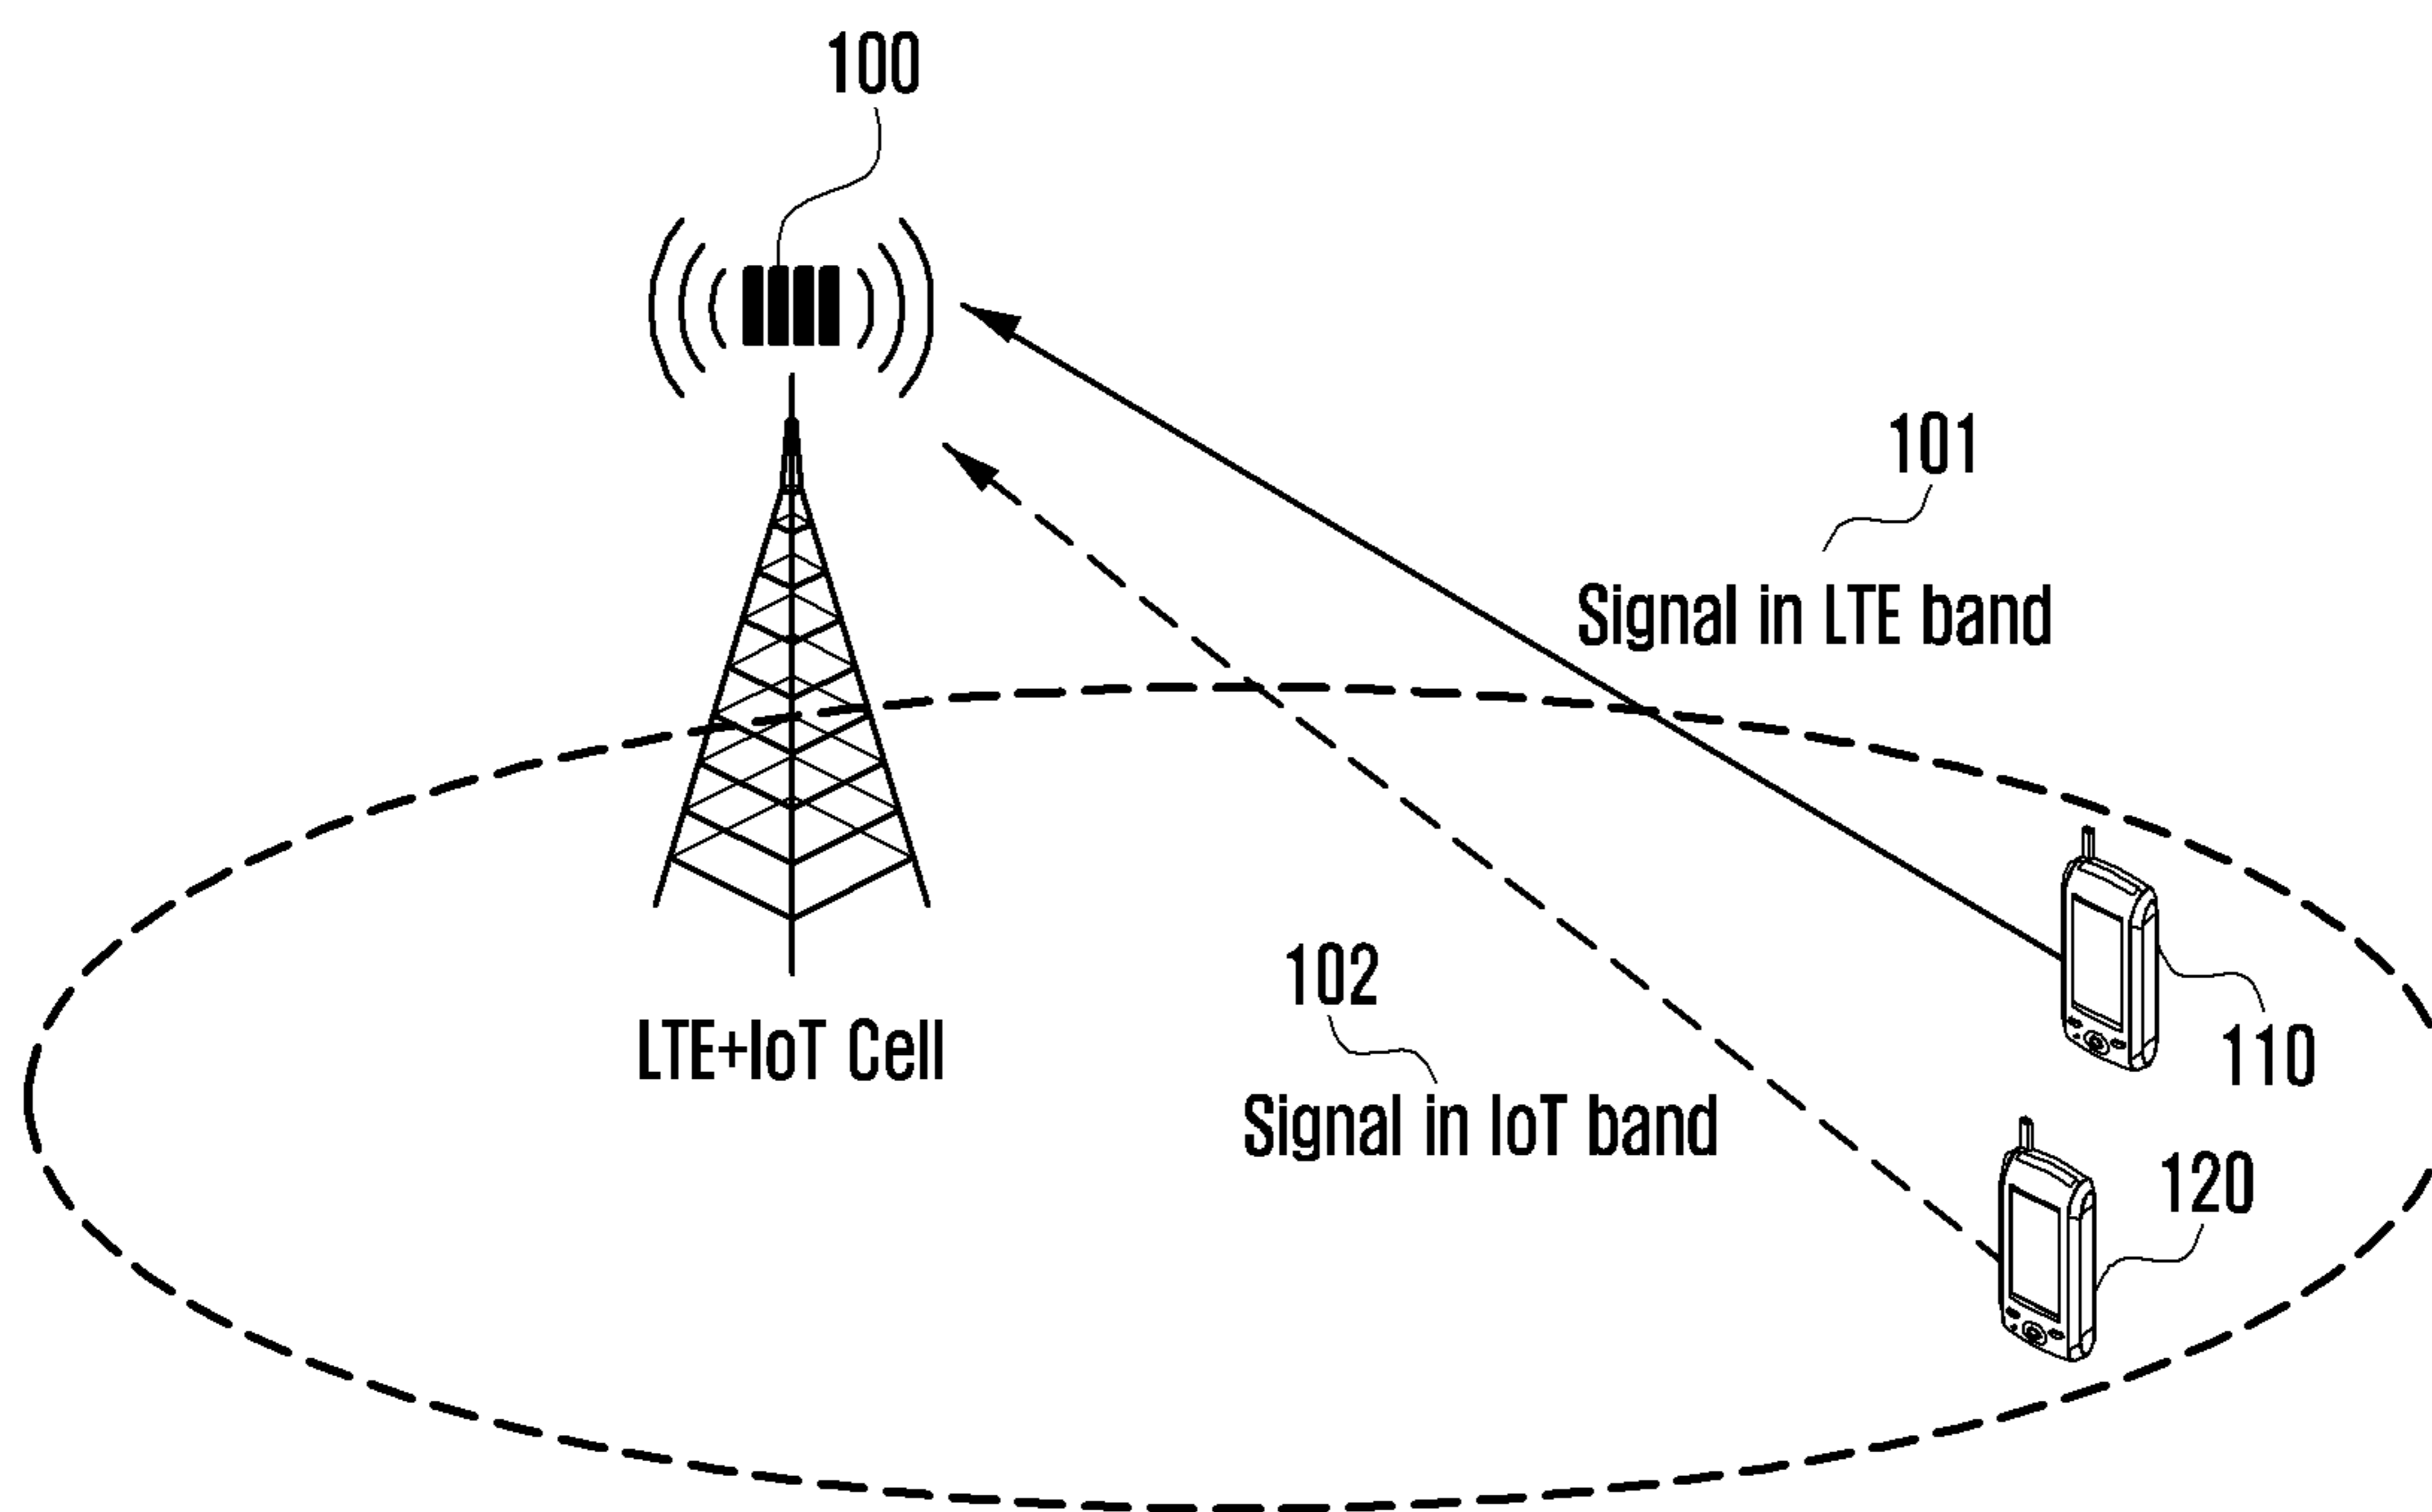 100
101
Signal in LTE band
102
LTE+IoT Cell
110
Signal in IoT band
120